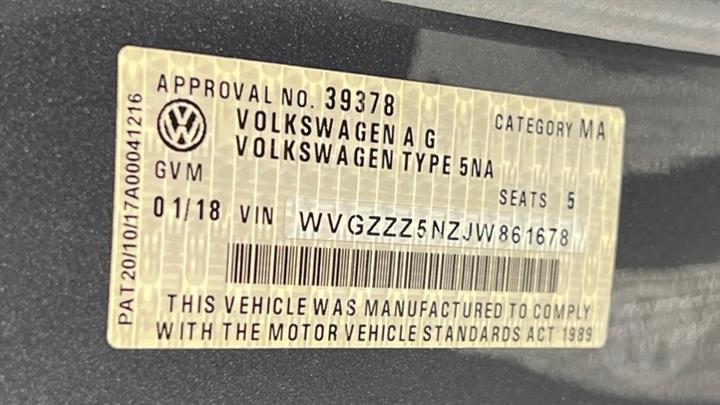 APPROVAL NO. 39378
CATEGORY MA
VOLKSWAGEN A G
VOLKSWAGEN TYPE 5NA
GVM
SEATS 5
01/18 VIN WVGZZZ5NZJW861678
THIS VEHICLE WAS MANUFACTURED TO COMPLY
WITH THE MOTOR VEHICLE STANDARDS ACT 1989
PAT20/10/17A00041216